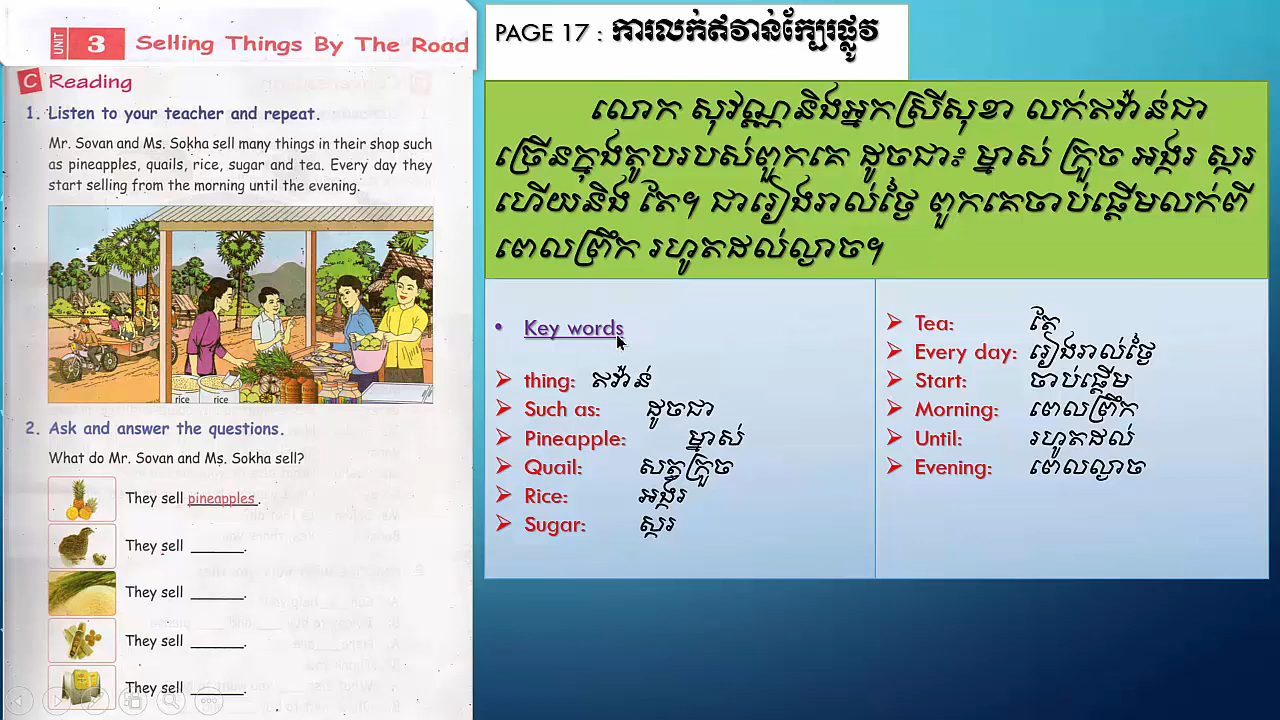 UNIT 3 Selling Things By The Road
C Reading
1. Listen to your teacher and repeat.
Mr. Sovan and Ms. Sokha sell many things in their shop such
as pineapples, quails, rice, sugar and tea. Every day they
start selling from the morning until the evening.
rice rice
2. Ask and answer the questions.
What do Mr. Sovan and Ms. Sokha sell?
They sell pineapples.
They sell ______.
They sell ______.
They sell ______.
They sell ______.
PAGE 17 : ការលក់ឥវាន់ក្បែរផ្លូវ
លោក សុវណ្ណនិងអ្នកស្រីសុខា លក់ឥវ៉ាន់ជា
ច្រើនក្នុងតូបរបស់ពួកគេ ដូចជា៖ ម្នាស់ ក្រួច អង្ករ ស្ករ
ហើយនិង តែ។ ជារៀងរាល់ថ្ងៃ ពួកគេចាប់ផ្តើមលក់ពី
ពេលព្រឹក រហូតដល់ល្ងាច។
• Key words
thing: ឥវ៉ាន់
Such as: ដូចជា
Pineapple: ម្នាស់
Quail: សត្វក្រួច
Rice: អង្ករ
Sugar: ស្ករ
Tea: តែ
Every day: រៀងរាល់ថ្ងៃ
Start: ចាប់ផ្តើម
Morning: ពេលព្រឹក
Until: រហូតដល់
Evening: ពេលល្ងាច